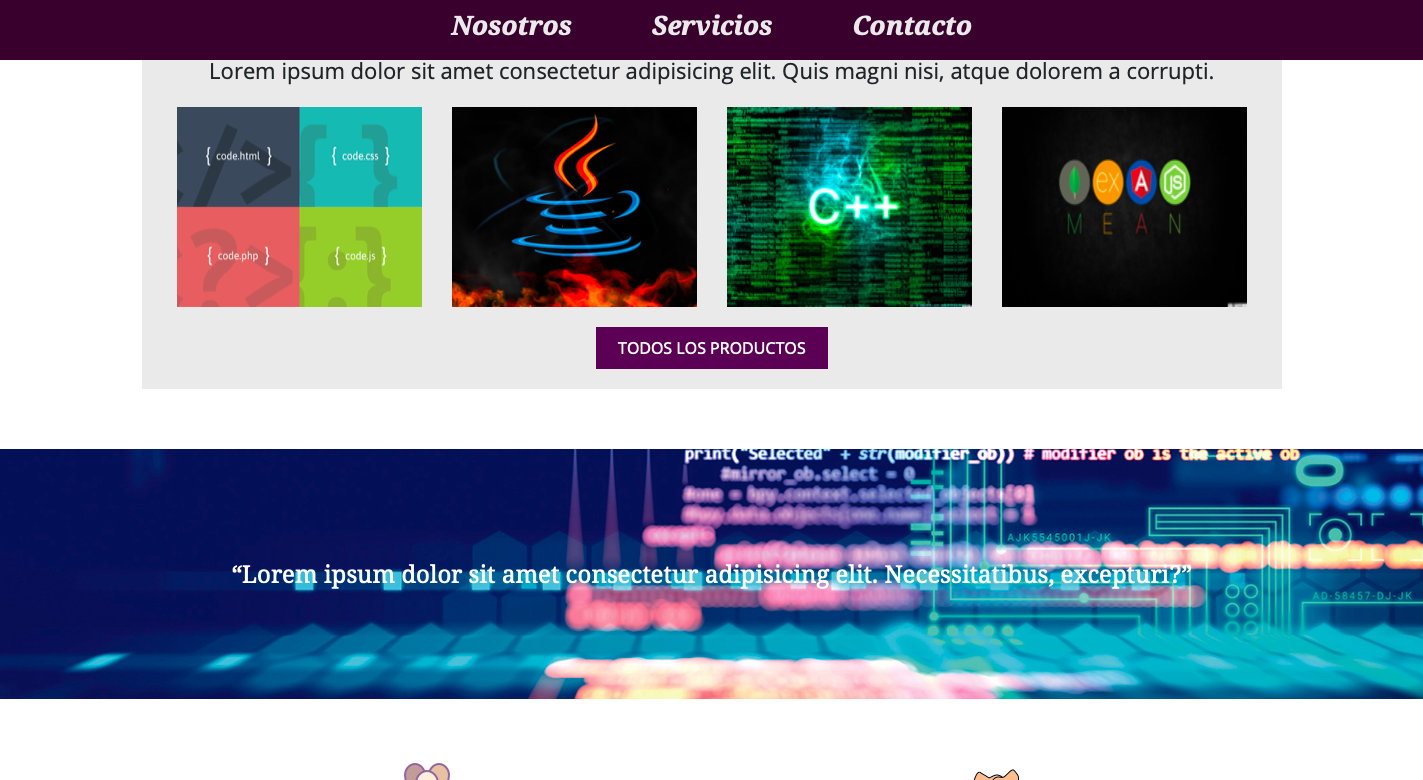 Nosotros Servicios Contacto
Lorem ipsum dolor sit amet consectetur adipisicing elit. Quis magni nisi, atque dolorem a corrupti.
{ code.html } { code.css }
{ code.php } { code.js }
C++
ex A JS
M E A N
TODOS LOS PRODUCTOS
print("Selected" + str(modifier_ob)) # modifier ob is the active ob
#mirror_ob.select = 0
AJK5545001J-JK
“Lorem ipsum dolor sit amet consectetur adipisicing elit. Necessitatibus, excepturi?”
AD-58457-DJ-JK